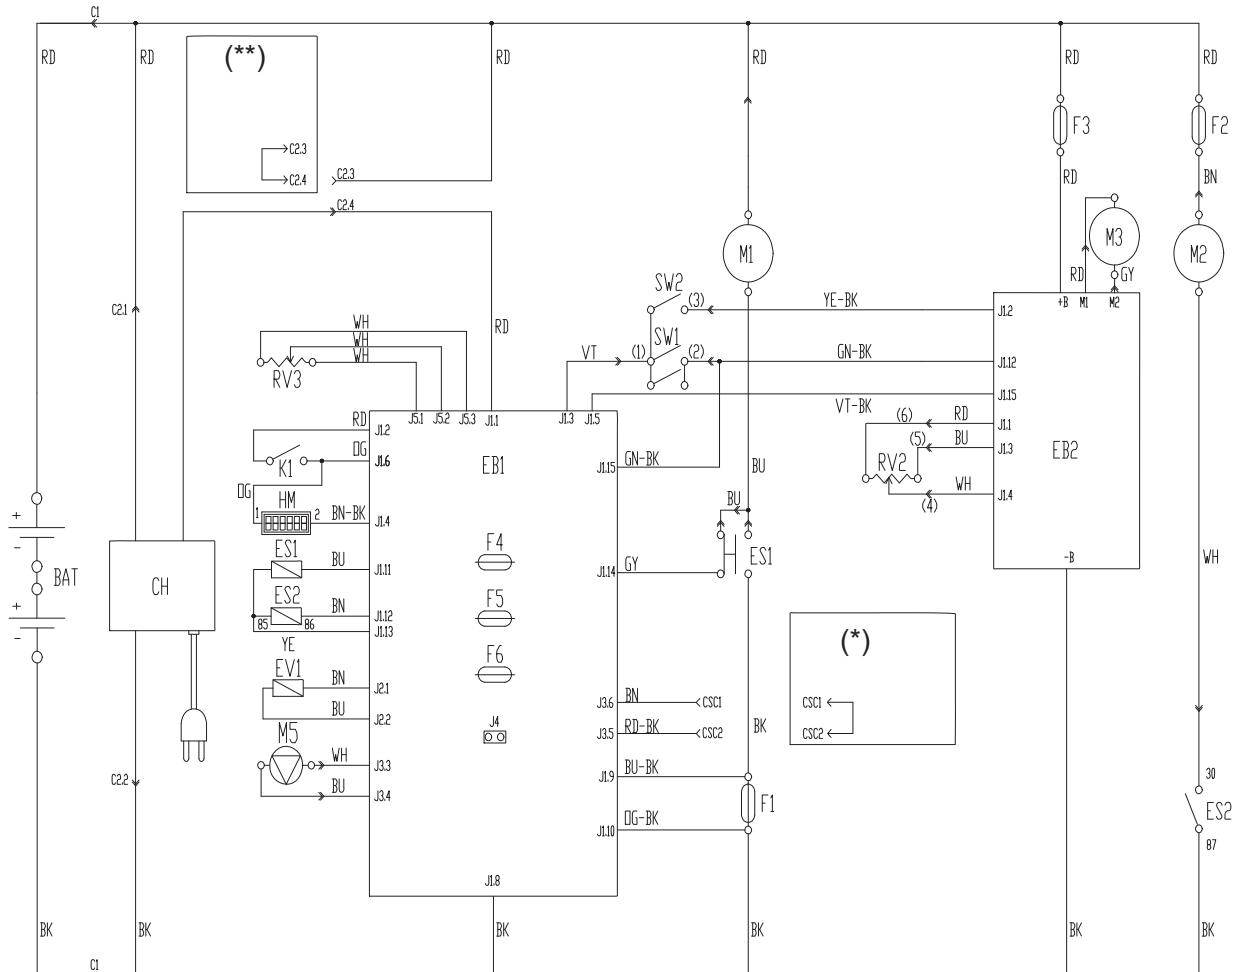 C1
RD
RD
(**)
RD
RD
RD
RD
F3
F2
C2.3
C2.4
C2.3
C2.4
RD
BN
M1
M3
M2
RD
GY
SW2
(3)
YE-BK
J1.2
+B
M1
M2
C2.1
WH
WH
WH
RV3
RD
VT
(1)
SW1
(2)
GN-BK
J1.12
J1.15
VT-BK
J5.1
J5.2
J5.3
J1.1
J1.3
J1.5
RD
J1.2
(6)
RD
J1.1
OG
J1.6
K1
EB1
GN-BK
J1.15
(5)
BU
J1.3
EB2
RV2
BU
OG
HM
1
2
BN-BK
J1.4
WH
J1.4
(4)
BU
ES1
BU
J1.11
F4
GY
J1.14
ES1
-B
WH
+
-
BAT
+
-
CH
ES2
BN
J1.12
85
86
J1.13
YE
F5
F6
(*)
EV1
BN
J2.1
BU
J2.2
J4
BN
J3.6
CSC1
RD-BK
J3.5
CSC2
CSC1
CSC2
BK
M5
WH
J3.3
BU
J3.4
C2.2
BU-BK
J1.9
F1
OG-BK
J1.10
30
ES2
87
J1.8
BK
BK
BK
BK
BK
BK
C1